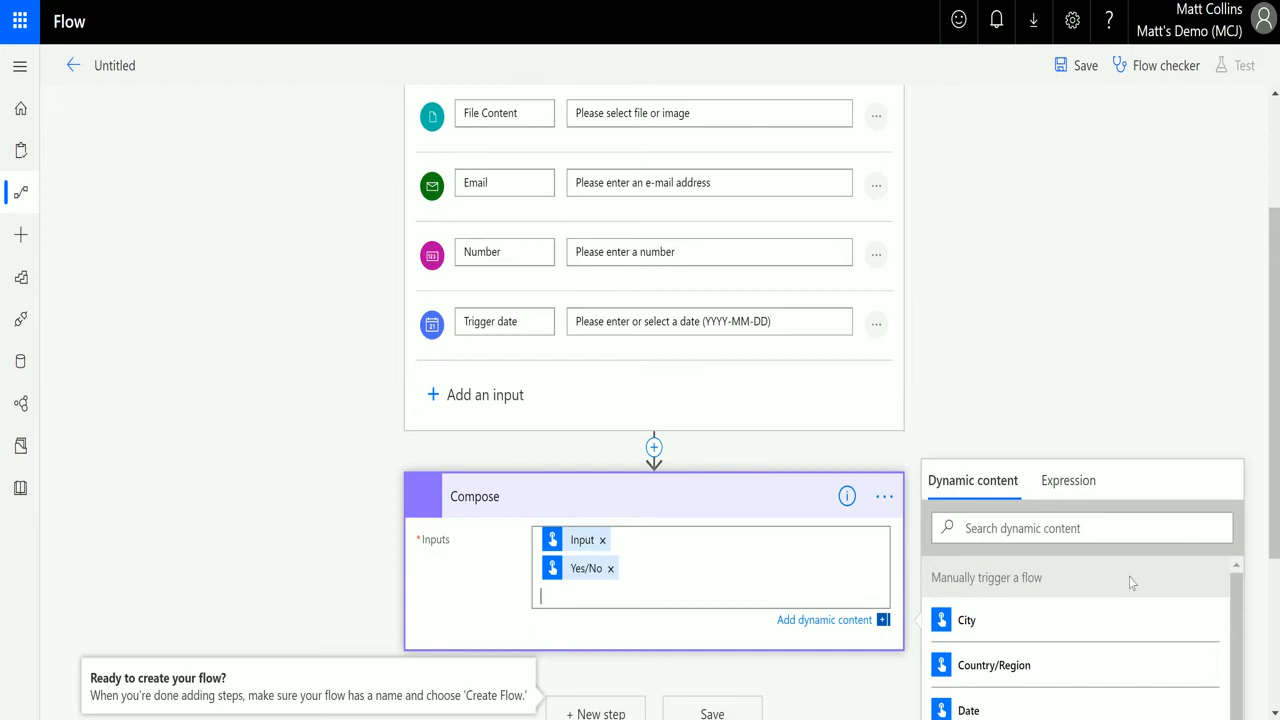 Flow
Matt Collins
Matt's Demo (MCJ)
Untitled
Save
Flow checker
Test
File Content
Please select file or image
...
Email
Please enter an e-mail address
...
Number
123
Please enter a number
...
Trigger date
21
Please enter or select a date (YYYY-MM-DD)
...
+ Add an input
Compose
...
* Inputs
Input x
Yes/No x
Add dynamic content
Dynamic content
Expression
Search dynamic content
Manually trigger a flow
City
Country/Region
Date
Ready to create your flow?
When you're done adding steps, make sure your flow has a name and choose 'Create Flow.'
+ New step
Save